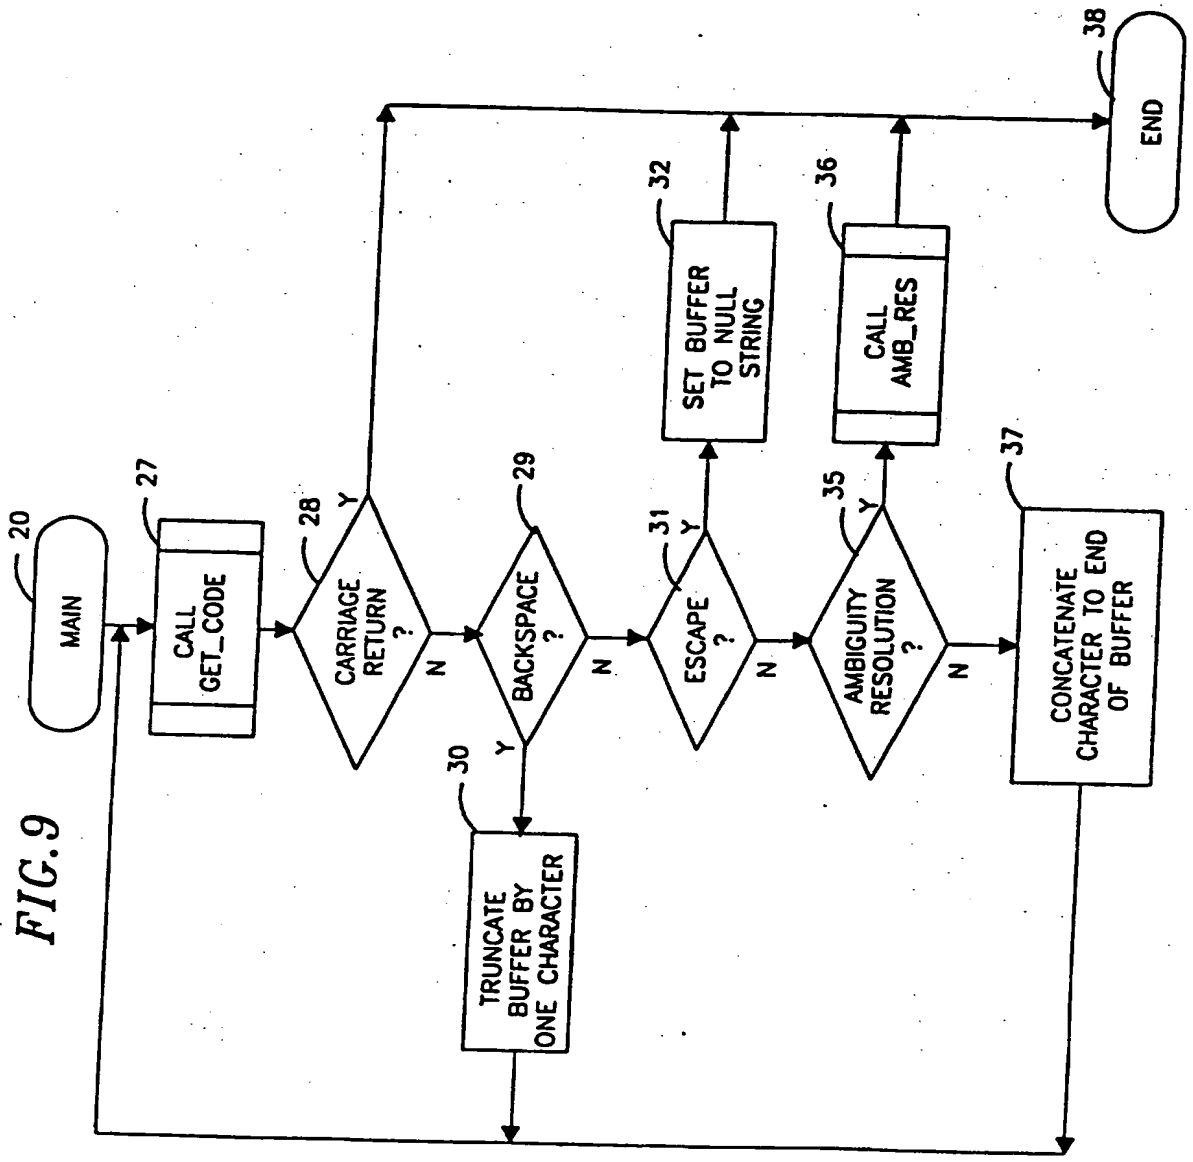 FIG.9
20
MAIN
27
CALL
GET_CODE
28
CARRIAGE
RETURN
?
Y
N
29
BACKSPACE
?
Y
N
30
TRUNCATE
BUFFER BY
ONE CHARACTER
31
ESCAPE
?
Y
N
32
SET BUFFER
TO NULL
STRING
35
AMBIGUITY
RESOLUTION
?
Y
N
36
CALL
AMB_RES
37
CONCATENATE
CHARACTER TO END
OF BUFFER
38
END